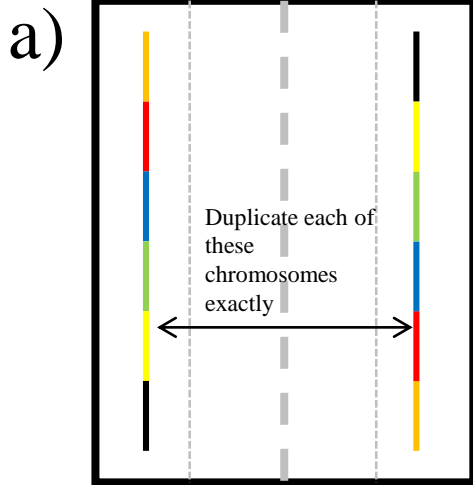 a)
Duplicate each of
these
chromosomes
exactly